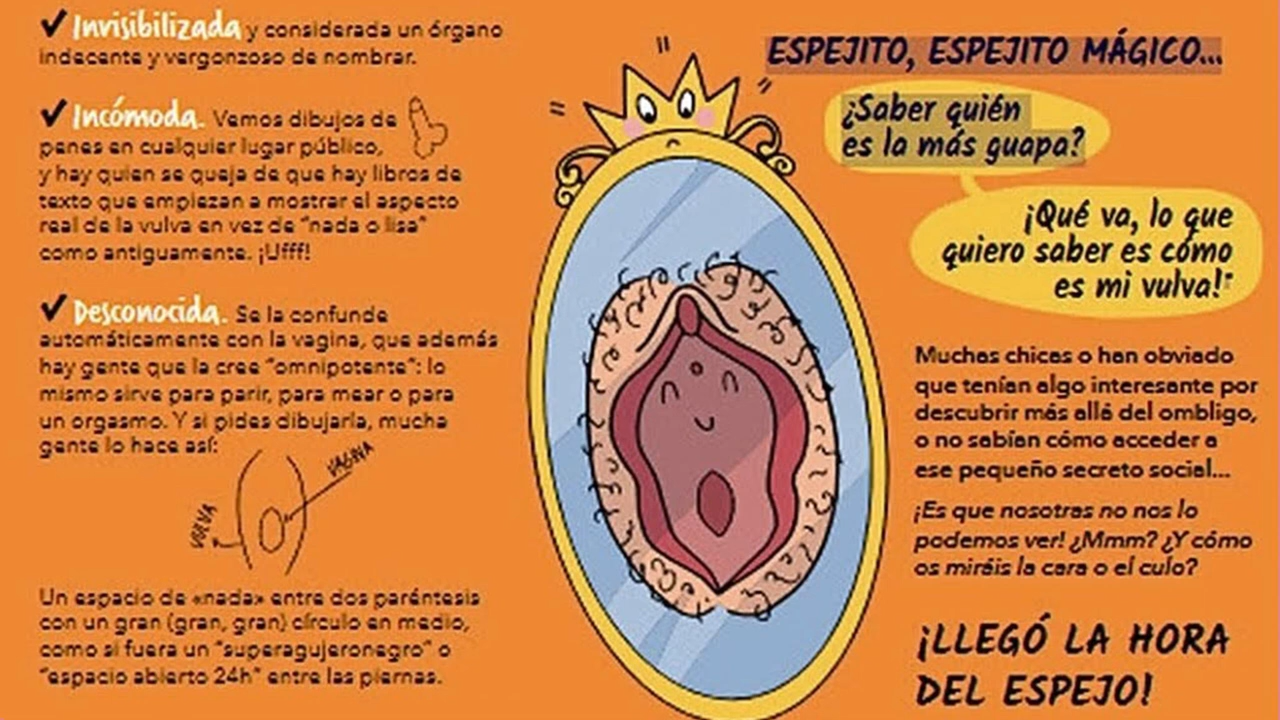 ✔ Invisibilizada y considerada un órgano
indecente y vergonzoso de nombrar.
✔ Incómoda. Vemos dibujos de
penes en cualquier lugar público,
y hay quien se queja de que hay libros de
texto que empiezan a mostrar el aspecto
real de la vulva en vez de “nada o lisa”
como antiguamente. ¡Ufff!
✔ Desconocida. Se la confunde
automáticamente con la vagina, que además
hay gente que la cree “omnipotente”: lo
mismo sirve para parir, para mear o para
un orgasmo. Y si pides dibujarla, mucha
gente lo hace así:
VULVA
VAGINA
Un espacio de «nada» entre dos paréntesis
con un gran (gran, gran) círculo en medio,
como si fuera un “superagujeronegro” o
“espacio abierto 24h” entre las piernas.
ESPEJITO, ESPEJITO MÁGICO...
¿Saber quién
es la más guapa?
¡Qué va, lo que
quiero saber es cómo
es mi vulva!*
Muchas chicas o han obviado
que tenían algo interesante por
descubrir más allá del ombligo,
o no sabían cómo acceder a
ese pequeño secreto social...
¡Es que nosotras no nos lo
podemos ver! ¿Mmm? ¿Y cómo
os miráis la cara o el culo?
¡LLEGÓ LA HORA
DEL ESPEJO!